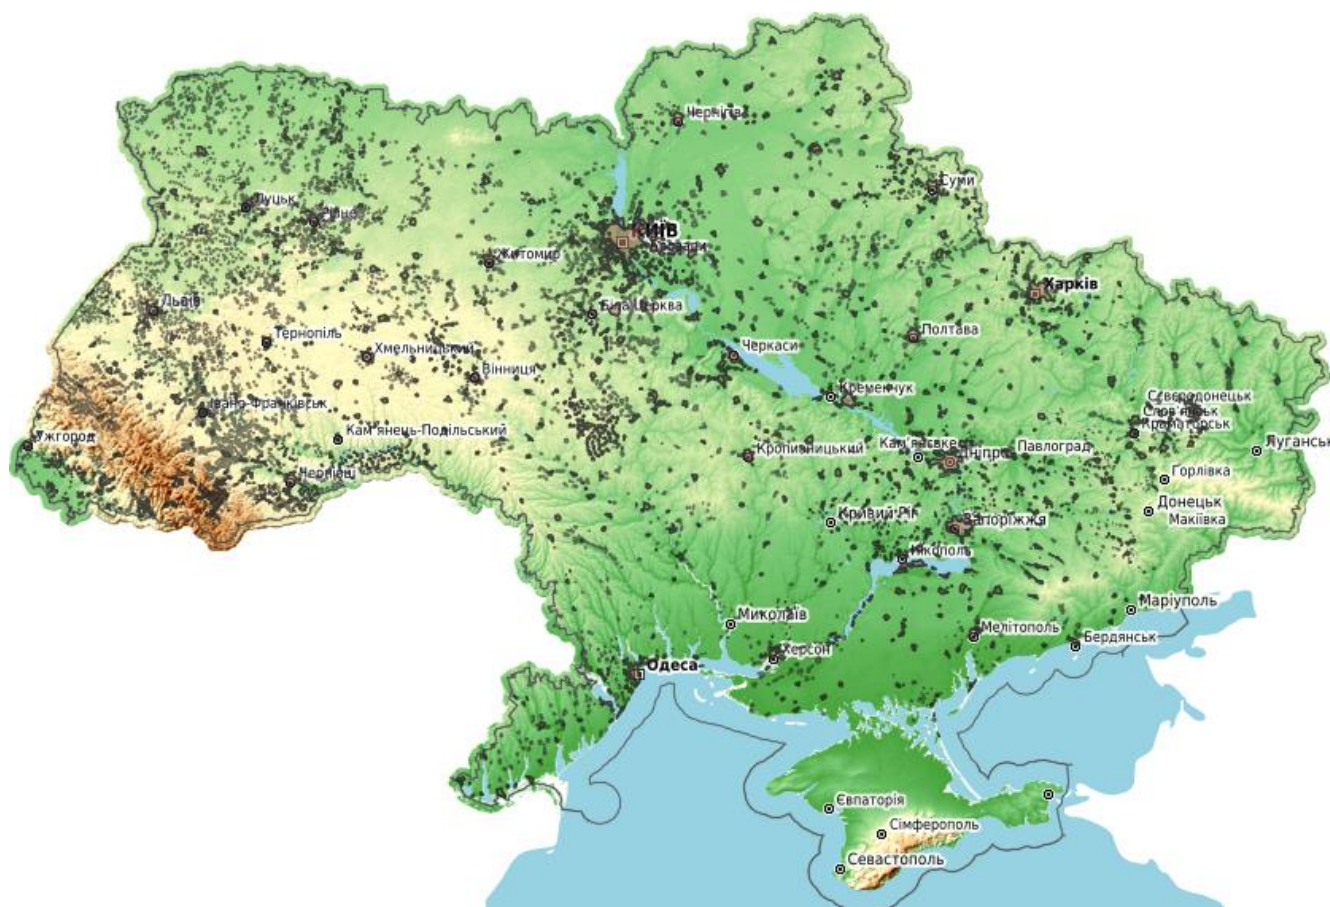 Чернігів
Суми
Луцьк
Рівне
КИЇВ
Бровари
Житомир
Харків
Львів
Біла Церква
Тернопіль
Полтава
Хмельницький
Черкаси
Вінниця
Кременчук
Сєвєродонецьк
Івано-Франківськ
Слов'янськ
Краматорськ
Ужгород
Кам'янець-Подільський
Кропивницький
Кам'янське
Дніпро
Павлоград
Луганськ
Чернівці
Горлівка
Донецьк
Макіївка
Кривий Ріг
Запоріжжя
Нікополь
Маріуполь
Миколаїв
Мелітополь
Бердянськ
Херсон
Одеса
Євпаторія
Сімферополь
Севастополь